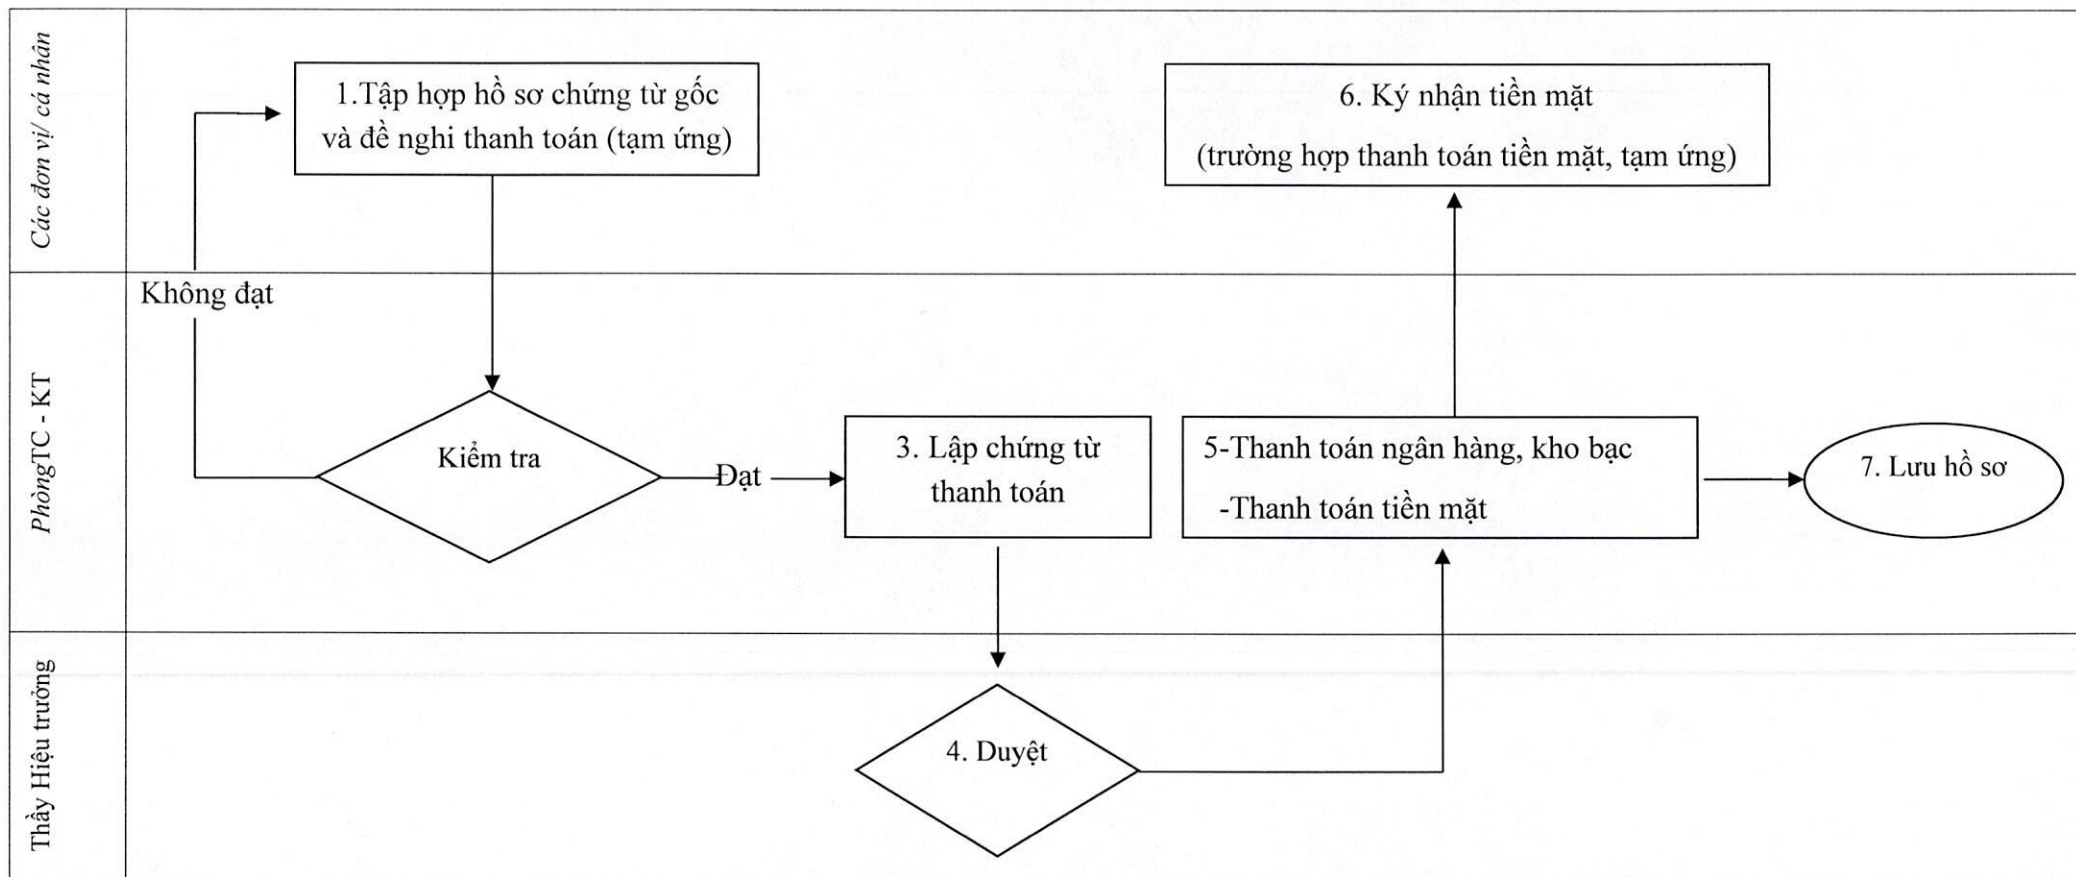 Các đơn vị/ cá nhân
1.Tập hợp hồ sơ chứng từ gốc
và đề nghi thanh toán (tạm ứng)
6. Ký nhận tiền mặt
(trường hợp thanh toán tiền mặt, tạm ứng)
Không đạt
PhòngTC - KT
Kiểm tra
Đạt
3. Lập chứng từ
thanh toán
5-Thanh toán ngân hàng, kho bạc
-Thanh toán tiền mặt
7. Lưu hồ sơ
Thầy Hiệu trưởng
4. Duyệt